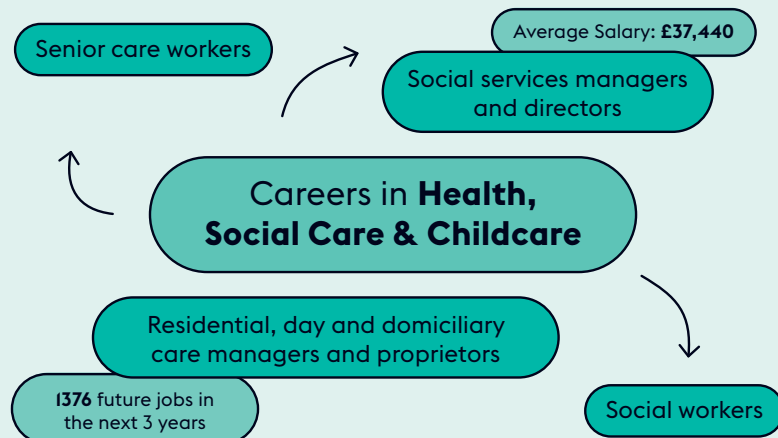 Senior care workers
Average Salary: £37,440
Social services managers
and directors
Careers in Health,
Social Care & Childcare
Residential, day and domiciliary
care managers and proprietors
1376 future jobs in
the next 3 years
Social workers